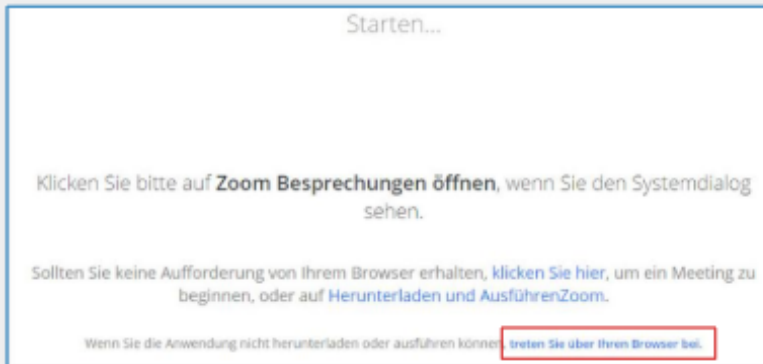 Starten...
Klicken Sie bitte auf Zoom Besprechungen öffnen, wenn Sie den Systemdialog
sehen.
Sollten Sie keine Aufforderung von Ihrem Browser erhalten, klicken Sie hier, um ein Meeting zu
beginnen, oder auf Herunterladen und AusführenZoom.
Wenn Sie die Anwendung nicht herunterladen oder ausführen können, treten Sie über Ihren Browser bei.